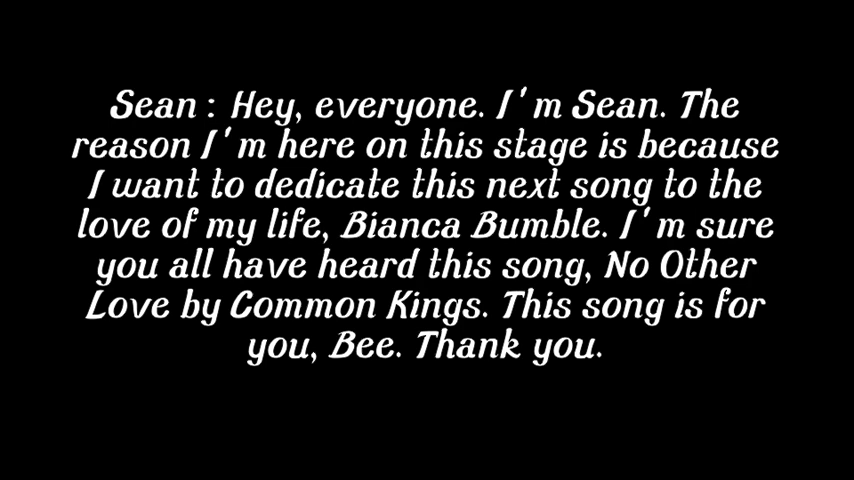 Sean : Hey, everyone. I'm Sean. The
reason I'm here on this stage is because
I want to dedicate this next song to the
love of my life, Bianca Bumble. I'm sure
you all have heard this song, No Other
Love by Common Kings. This song is for
you, Bee. Thank you.